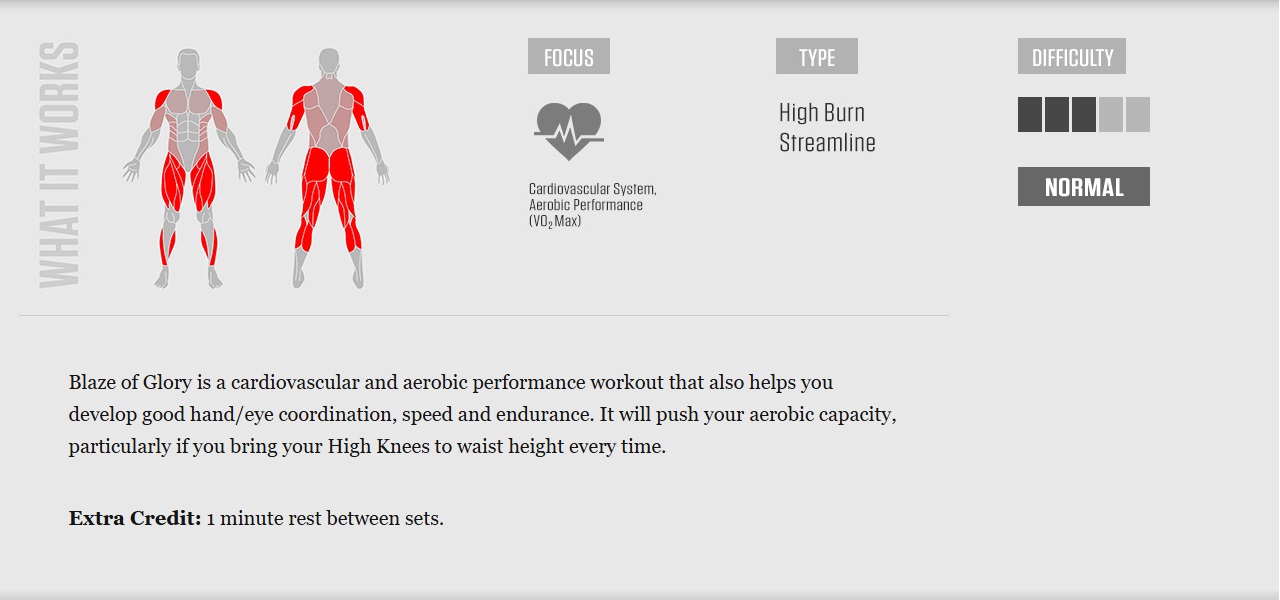 WHAT IT WORKS
FOCUS
Cardiovascular System,
Aerobic Performance
(VO₂ Max)
TYPE
High Burn
Streamline
DIFFICULTY
NORMAL
Blaze of Glory is a cardiovascular and aerobic performance workout that also helps you
develop good hand/eye coordination, speed and endurance. It will push your aerobic capacity,
particularly if you bring your High Knees to waist height every time.
Extra Credit: 1 minute rest between sets.